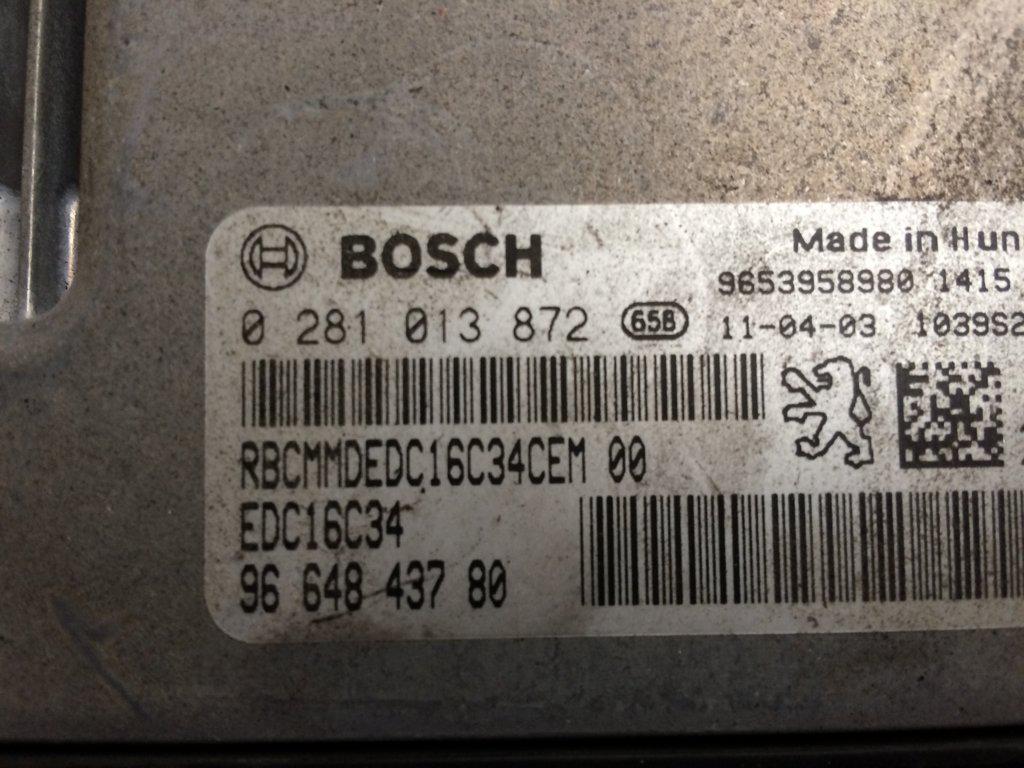 BOSCH
Made in Hun
9653958980 1415
0 281 013 872 65B 11-04-03 1039S2
RBCMMDEDC16C34CEM 00
EDC16C34
96 648 437 80